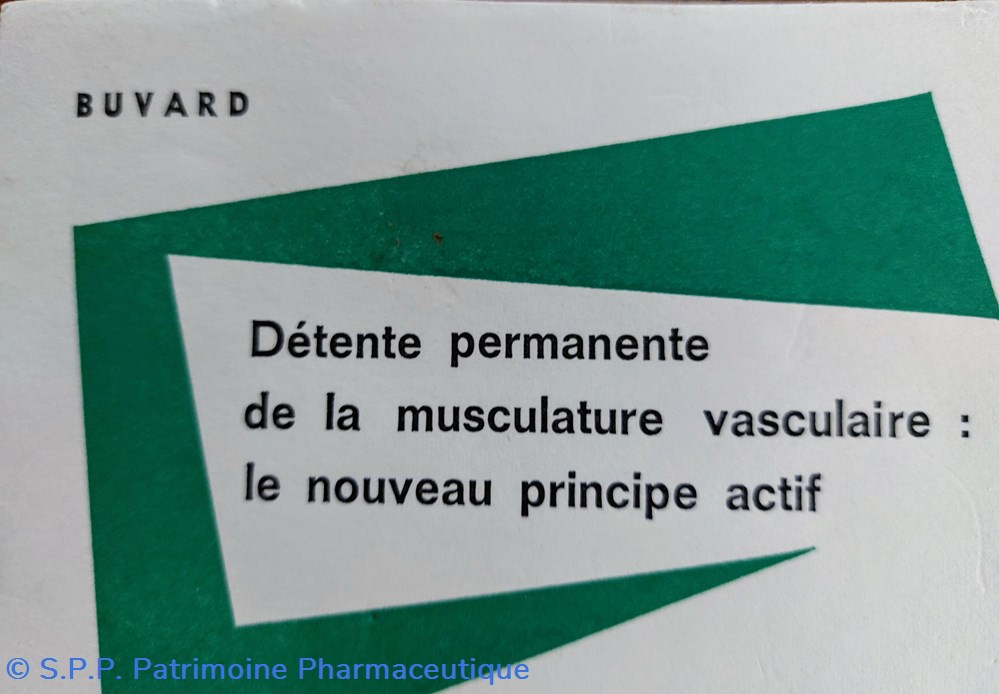 BUVARD
Détente permanente
de la musculature vasculaire :
le nouveau principe actif
© S.P.P. Patrimoine Pharmaceutique